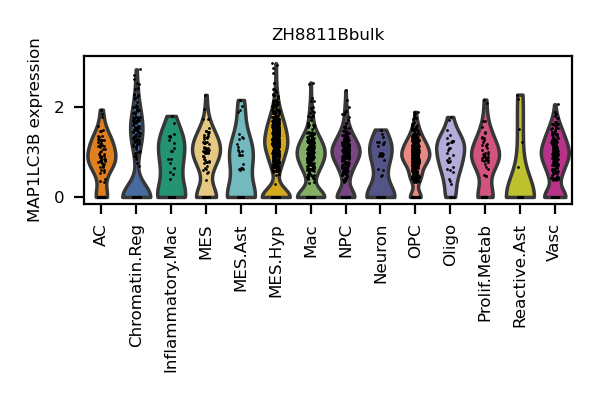 ZH8811Bbulk
MAP1LC3B expression
2
0
AC
Chromatin.Reg
Inflammatory.Mac
MES
MES.Ast
MES.Hyp
Mac
NPC
Neuron
OPC
Oligo
Prolif.Metab
Reactive.Ast
Vasc